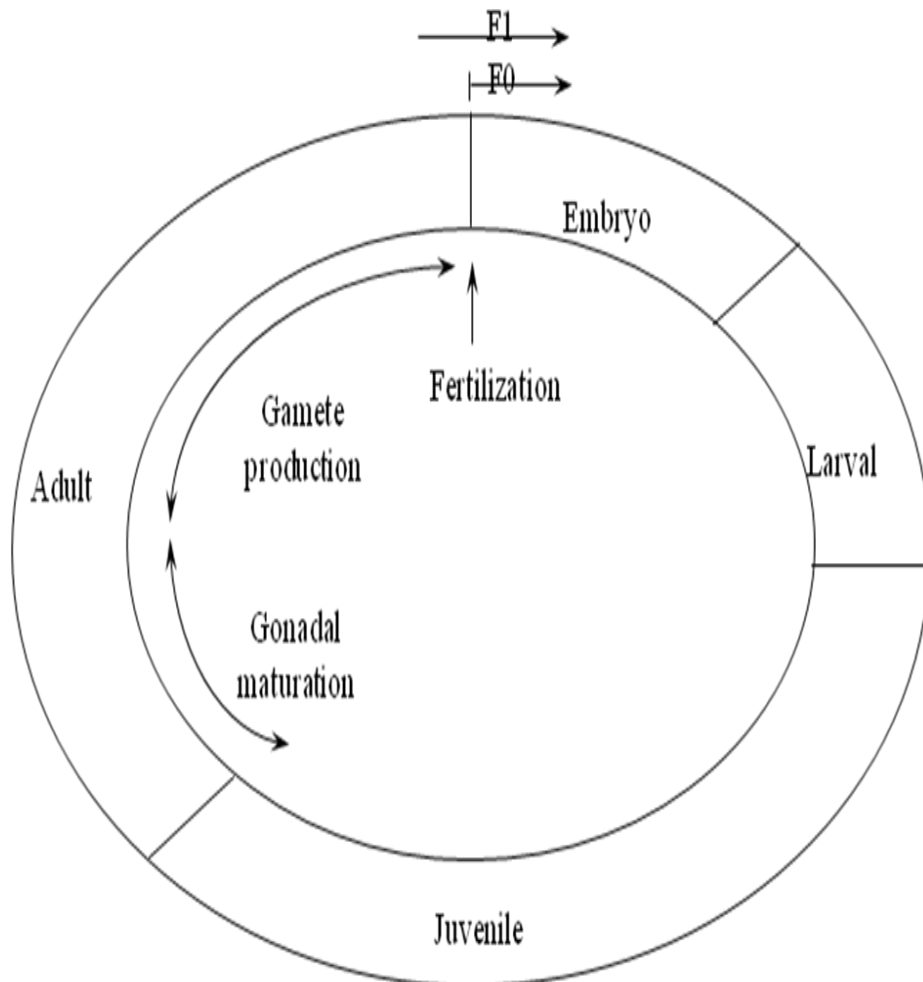 F1
F0
Embryo
Fertilization
Gamete
production
Larval
Adult
Gonadal
maturation
Juvenile